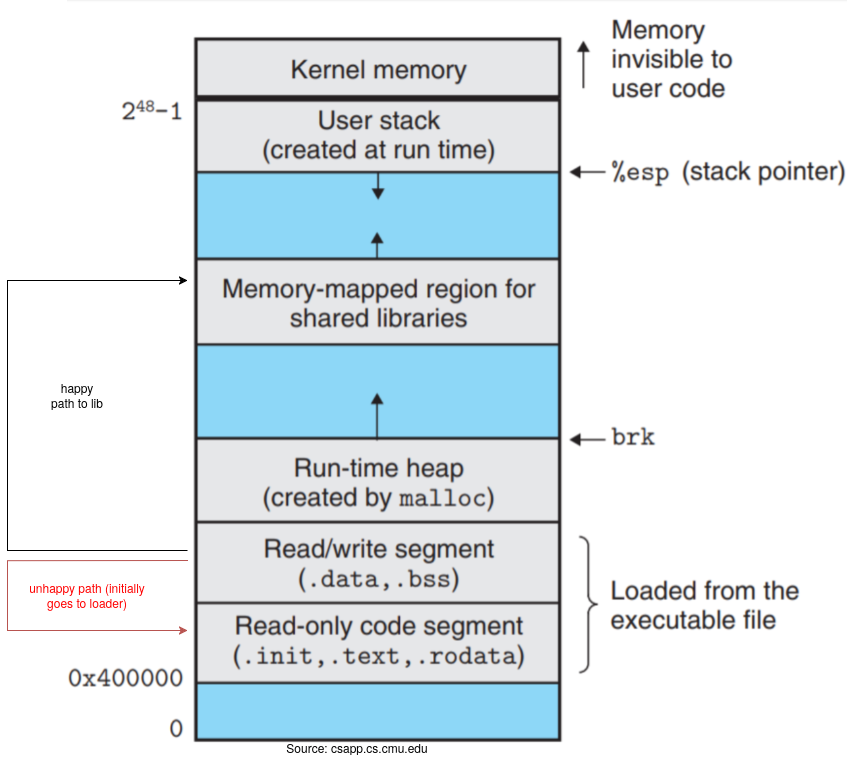 Memory
invisible to
user code
Kernel memory
2⁴⁸−1
User stack
(created at run time)
%esp (stack pointer)
Memory-mapped region for
shared libraries
happy
path to lib
brk
Run-time heap
(created by malloc)
Read/write segment
(.data,.bss)
unhappy path (initially
goes to loader)
Loaded from the
executable file
Read-only code segment
(.init,.text,.rodata)
0x400000
0
Source: csapp.cs.cmu.edu